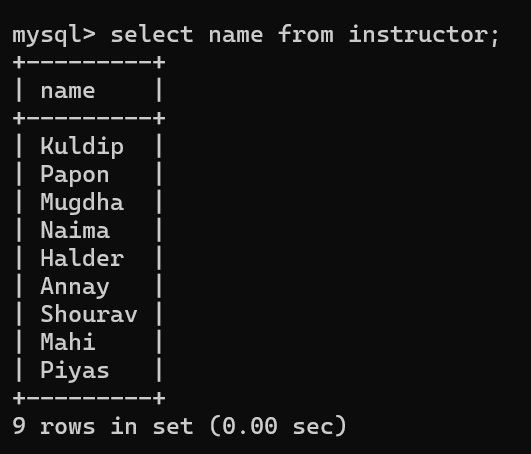 mysql> select name from instructor;
+---------+
| name    |
+---------+
| Kuldip  |
| Papon   |
| Mugdha  |
| Naima   |
| Halder  |
| Annay   |
| Shourav |
| Mahi    |
| Piyas   |
+---------+
9 rows in set (0.00 sec)